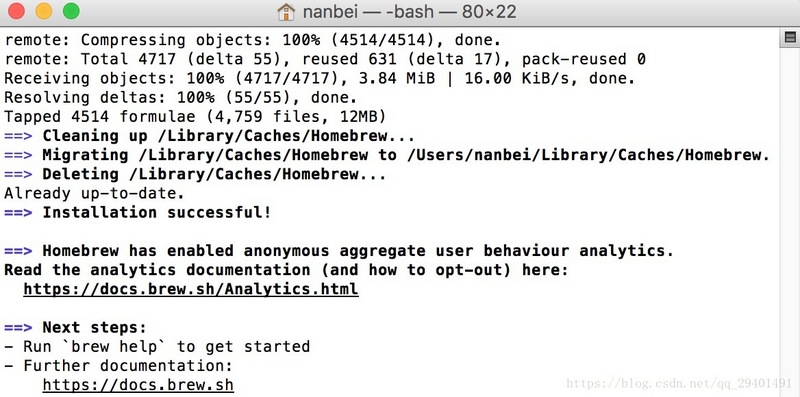 nanbei — -bash — 80×22
remote: Compressing objects: 100% (4514/4514), done.
remote: Total 4717 (delta 55), reused 631 (delta 17), pack-reused 0
Receiving objects: 100% (4717/4717), 3.84 MiB | 16.00 KiB/s, done.
Resolving deltas: 100% (55/55), done.
Tapped 4514 formulae (4,759 files, 12MB)
==> Cleaning up /Library/Caches/Homebrew...
==> Migrating /Library/Caches/Homebrew to /Users/nanbei/Library/Caches/Homebrew.
==> Deleting /Library/Caches/Homebrew...
Already up-to-date.
==> Installation successful!
==> Homebrew has enabled anonymous aggregate user behaviour analytics.
Read the analytics documentation (and how to opt-out) here:
https://docs.brew.sh/Analytics.html
==> Next steps:
- Run `brew help` to get started
- Further documentation:
https://docs.brew.sh
https://blog.csdn.net/qq_29401491